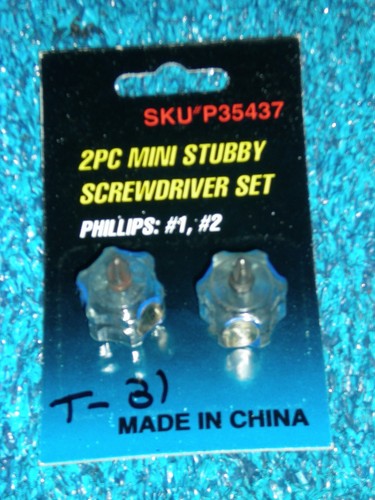 SKU#P35437
2PC MINI STUBBY
SCREWDRIVER SET
PHILLIPS: #1, #2
T-31
MADE IN CHINA